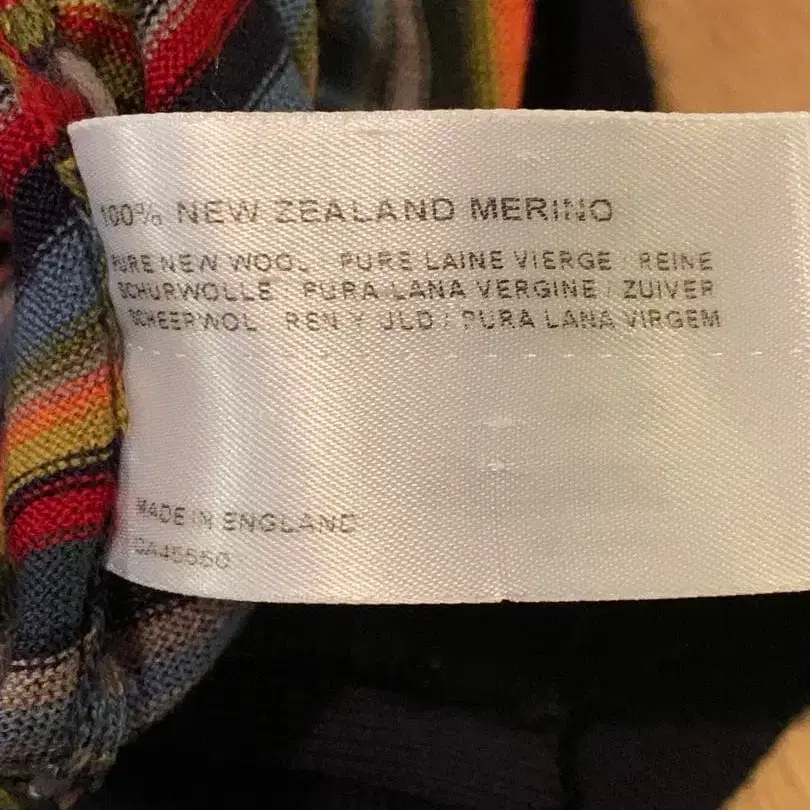 100% NEW ZEALAND MERINO
PURE NEW WOOL PURE LAINE VIERGE REINE
SCHURWOLLE PURA LANA VERGINE / ZUIVER
SCHEERWOL REN Y ULD / PURA LANA VIRGEM
MADE IN ENGLAND